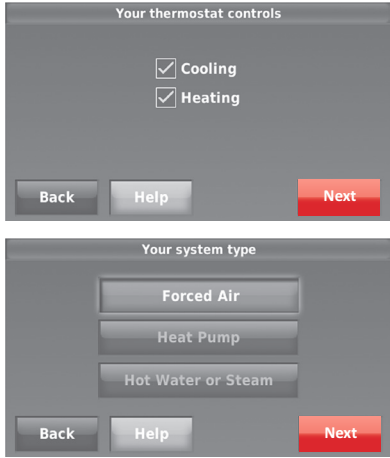 Your thermostat controls
Cooling
Heating
Back Help Next
Your system type
Forced Air
Heat Pump
Hot Water or Steam
Back Help Next